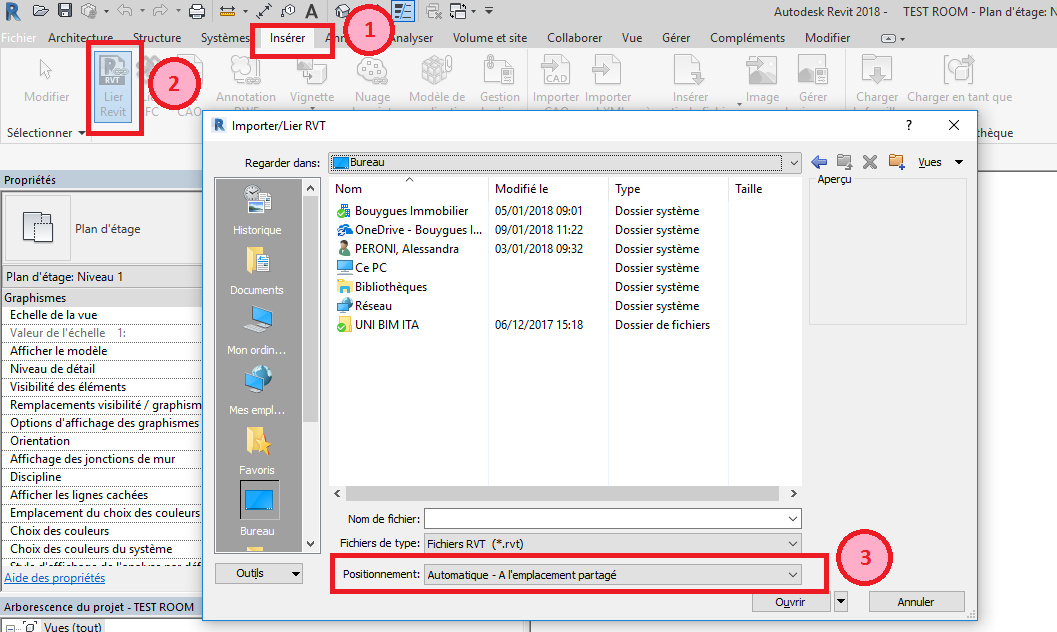 Autodesk Revit 2018 - TEST ROOM - Plan d'étage: N
Fichier Architecture Structure Systèmes Insérer Analyser Volume et site Collaborer Vue Gérer Compléments Modifier
1
2
Modifier
Lier
Revit
CAO
Annotation
Vignette
Nuage
Modèle de
Gestion
Importer
Importer
Insérer
Image
Gérer
Charger
Charger en tant que
Sélectionner
Importer/Lier RVT
?
Regarder dans: Bureau
Vues
Aperçu
Nom Modifié le Type Taille
Bouygues Immobilier 05/01/2018 09:01 Dossier système
OneDrive - Bouygues I... 09/01/2018 11:22 Dossier système
PERONI, Alessandra 03/01/2018 09:32 Dossier système
Ce PC Dossier système
Bibliothèques Dossier système
Réseau Dossier système
UNI BIM ITA 06/12/2017 15:18 Dossier de fichiers
Historique
Documents
Mon ordin...
Mes empl...
Favoris
Bureau
Nom de fichier:
Fichiers de type: Fichiers RVT (*.rvt)
Positionnement: Automatique - A l'emplacement partagé
3
Outils
Ouvrir
Annuler
Propriétés
Plan d'étage
Plan d'étage: Niveau 1
Graphismes
Echelle de la vue
Valeur de l'échelle 1:
Afficher le modèle
Niveau de détail
Visibilité des éléments
Remplacements visibilité / graphism
Options d'affichage des graphismes
Orientation
Affichage des jonctions de mur
Discipline
Afficher les lignes cachées
Emplacement du choix des couleurs
Choix des couleurs
Choix des couleurs du système
Aide des propriétés
Arborescence du projet - TEST ROOM
Vues (tout)